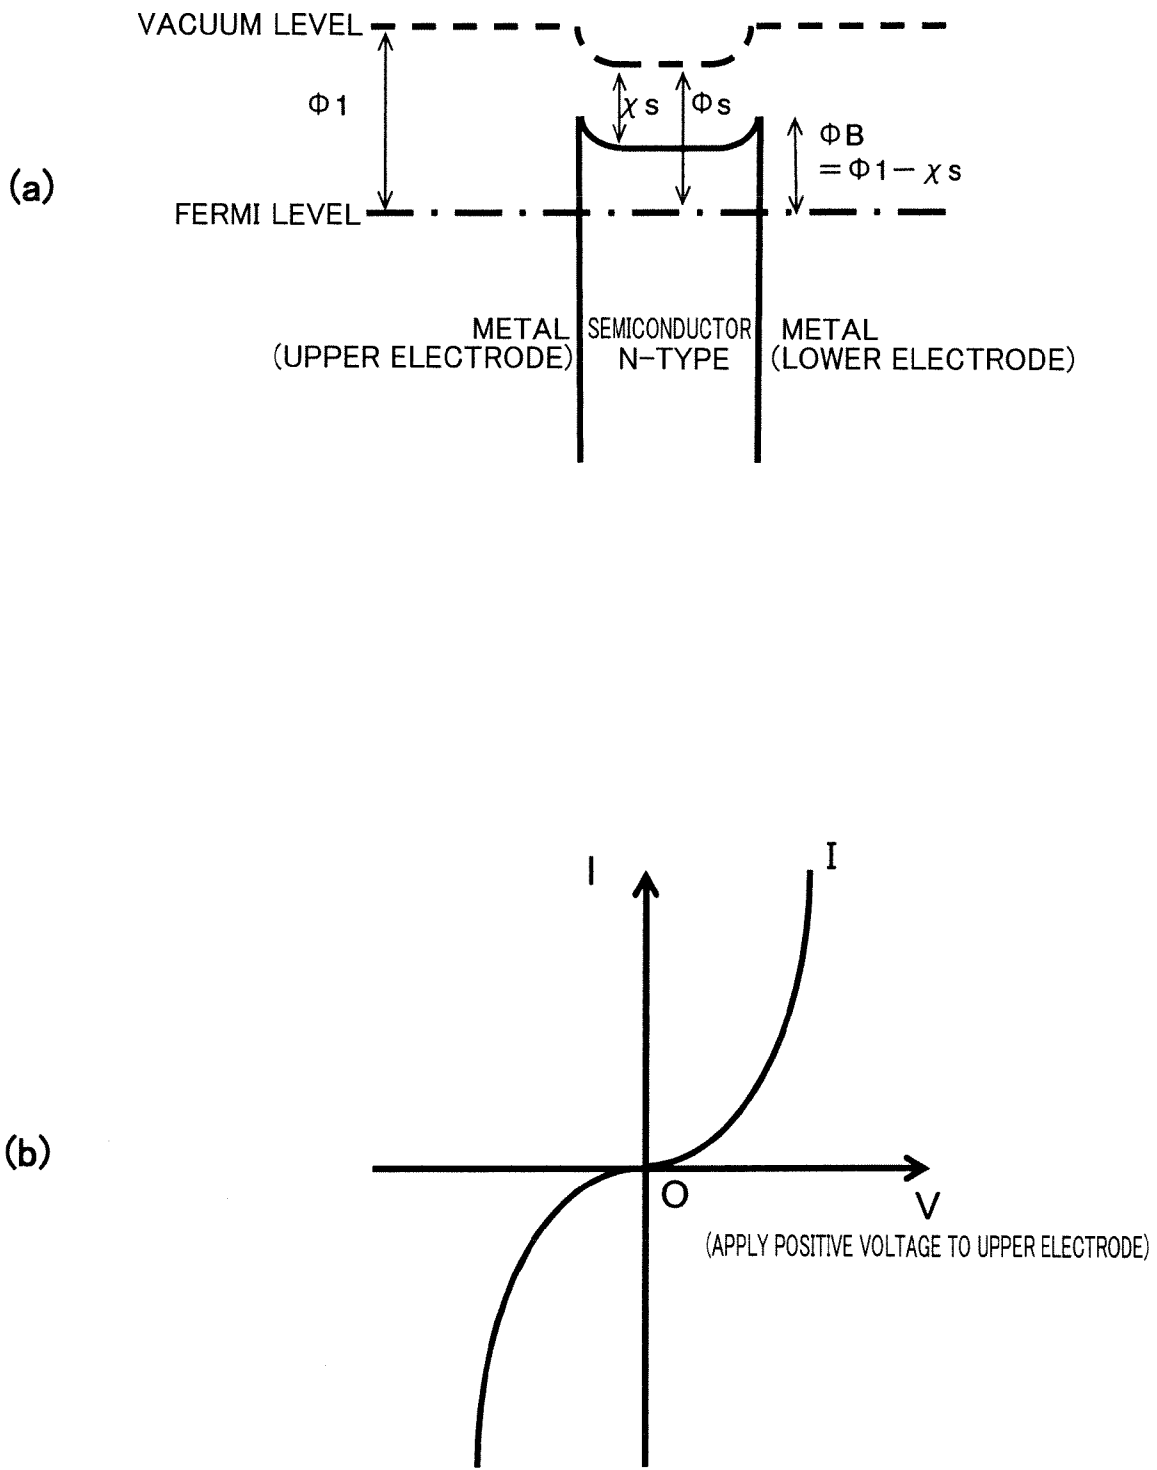 VACUUM LEVEL
Φ1
χs
Φs
ΦB
=Φ1-χs
(a)
FERMI LEVEL
METAL
(UPPER ELECTRODE)
SEMICONDUCTOR
N-TYPE
METAL
(LOWER ELECTRODE)
I
I
(b)
O
V
(APPLY POSITIVE VOLTAGE TO UPPER ELECTRODE)